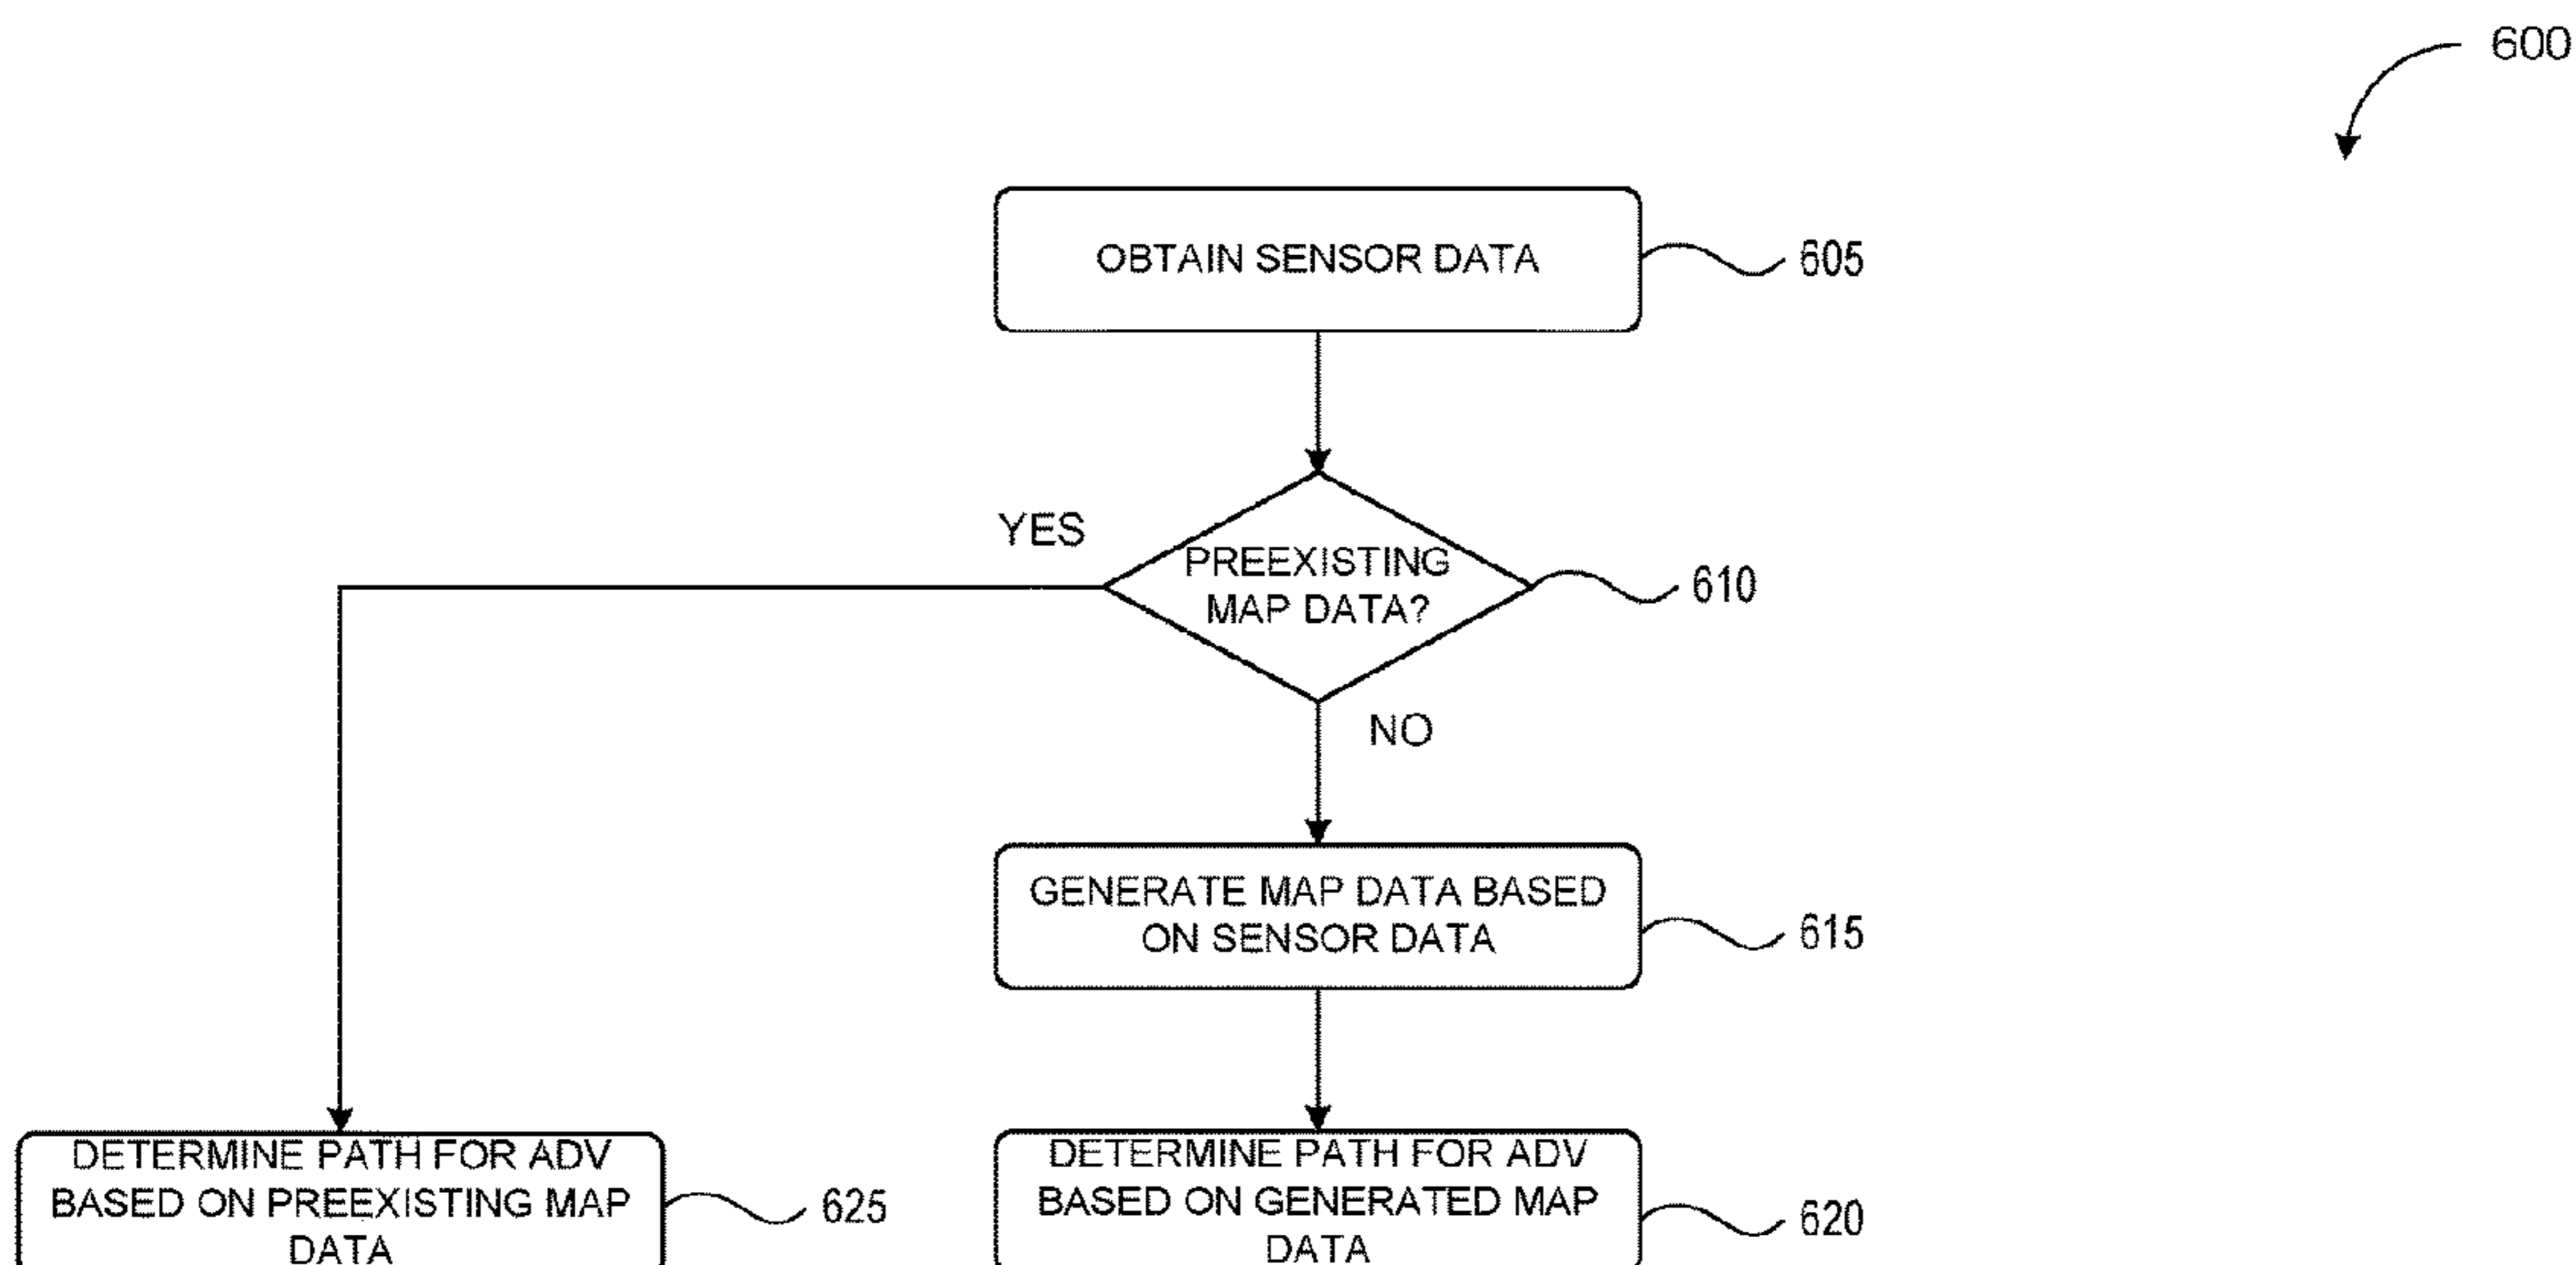 600
OBTAIN SENSOR DATA
605
YES
PREEXISTING
MAP DATA?
610
NO
GENERATE MAP DATA BASED
ON SENSOR DATA
615
DETERMINE PATH FOR ADV
BASED ON PREEXISTING MAP
DATA
625
DETERMINE PATH FOR ADV
BASED ON GENERATED MAP
DATA
620